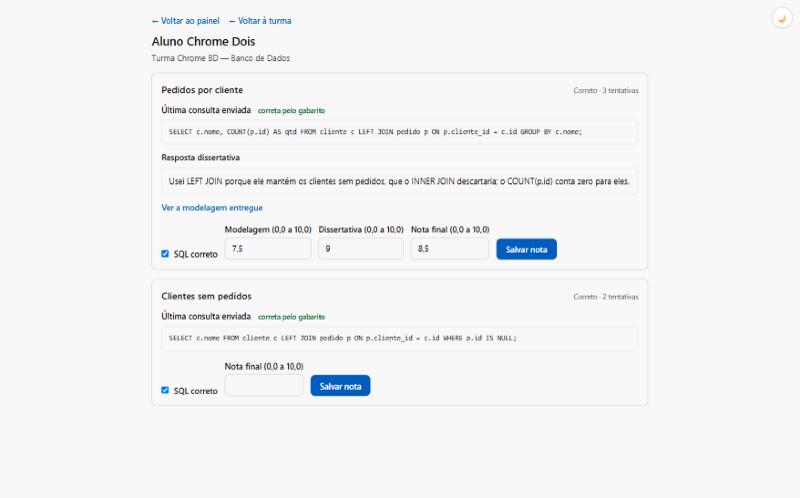 ← Voltar ao painel ← Voltar à turma
Aluno Chrome Dois
Turma Chrome BD — Banco de Dados
Pedidos por cliente
Correto · 3 tentativas
Última consulta enviada correta pelo gabarito
SELECT c.nome, COUNT(p.id) AS qtd FROM cliente c LEFT JOIN pedido p ON p.cliente_id = c.id GROUP BY c.nome;
Resposta dissertativa
Usei LEFT JOIN porque ele mantém os clientes sem pedidos, que o INNER JOIN descartaria; o COUNT(p.id) conta zero para eles.
Ver a modelagem entregue
Modelagem (0,0 a 10,0) Dissertativa (0,0 a 10,0) Nota final (0,0 a 10,0)
SQL correto 7,5 9 8,5 Salvar nota
Clientes sem pedidos
Correto · 2 tentativas
Última consulta enviada correta pelo gabarito
SELECT c.nome FROM cliente c LEFT JOIN pedido p ON p.cliente_id = c.id WHERE p.id IS NULL;
Nota final (0,0 a 10,0)
SQL correto Salvar nota